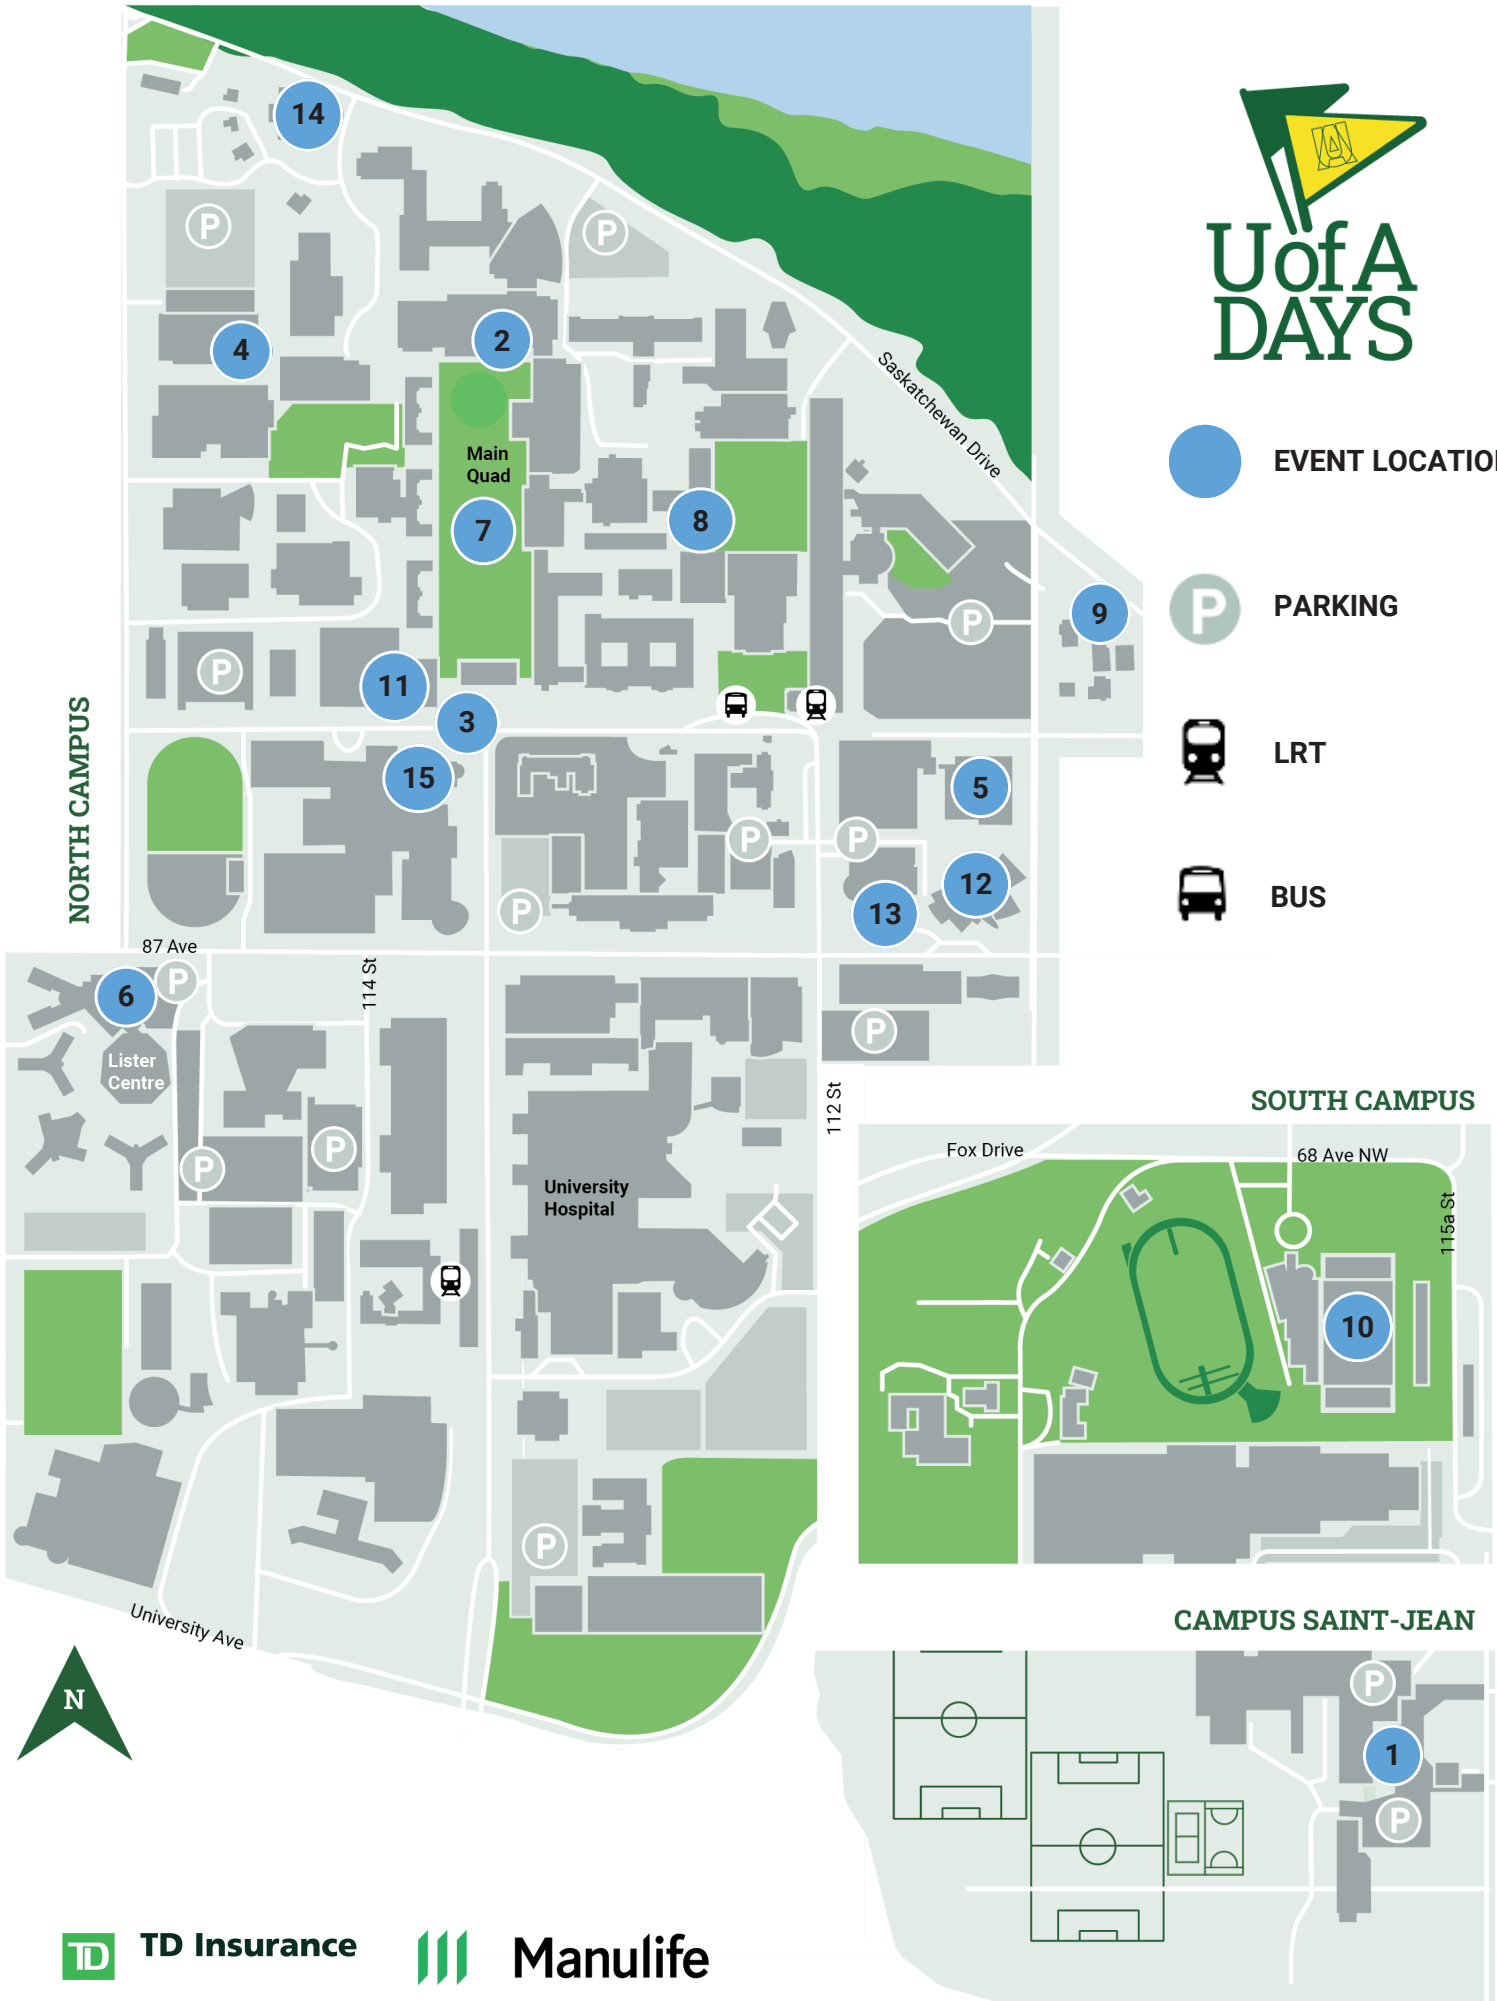 14
P
P
U of A
DAYS
2
4
Saskatchewan Drive
Main
Quad
EVENT LOCATIO
7
8
9
P
PARKING
P
P
11
3
LRT
15
5
NORTH CAMPUS
P
P
12
BUS
P
13
87 Ave
114 St
P
6
P
Lister
Centre
112 St
SOUTH CAMPUS
P
P
Fox Drive
68 Ave NW
University
Hospital
115a St
10
P
University Ave
CAMPUS SAINT-JEAN
N
P
1
P
TD
TD Insurance
Manulife